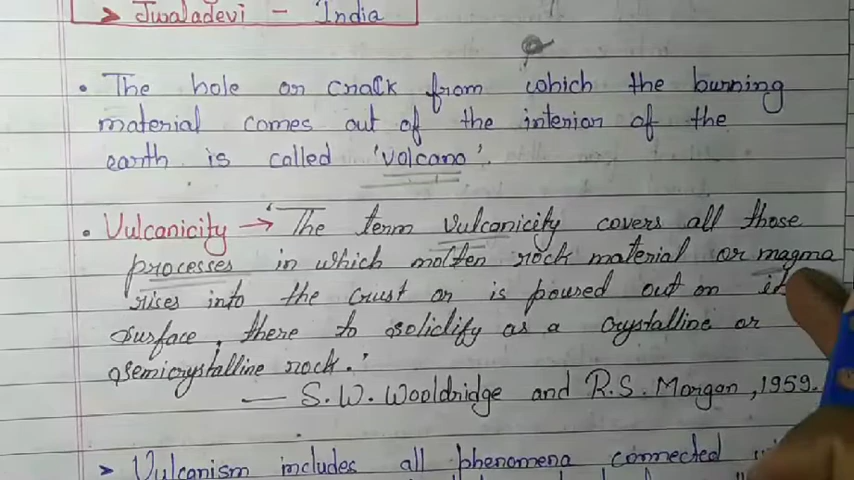 ➤ Jwaladevi - India
• The hole or crack from which the burning
material comes out of the interior of the
earth is called 'volcano'.
• Vulcanicity → 'The term vulcanicity covers all those
processes in which molten rock material or magma
rises into the crust or is poured out on
surface, there to solidify as a crystalline or
semicrystalline rock.'
— S.W. Wooldridge and R.S. Morgan, 1959.
➤ Vulcanism includes all phenomena connected